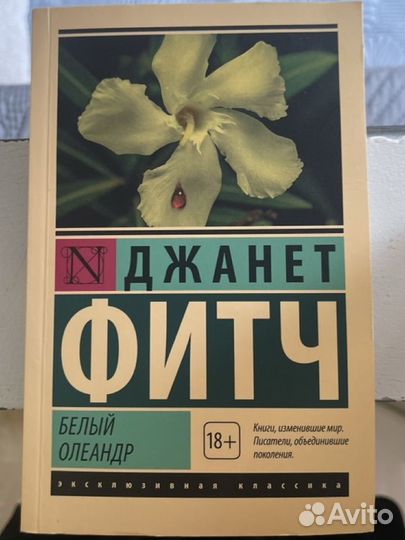 N
ДЖАНЕТ
ФИТЧ
БЕЛЫЙ
ОЛЕАНДР
18+
Книги, изменившие мир.
Писатели, объединившие
поколения.
эксклюзивная классика
Avito